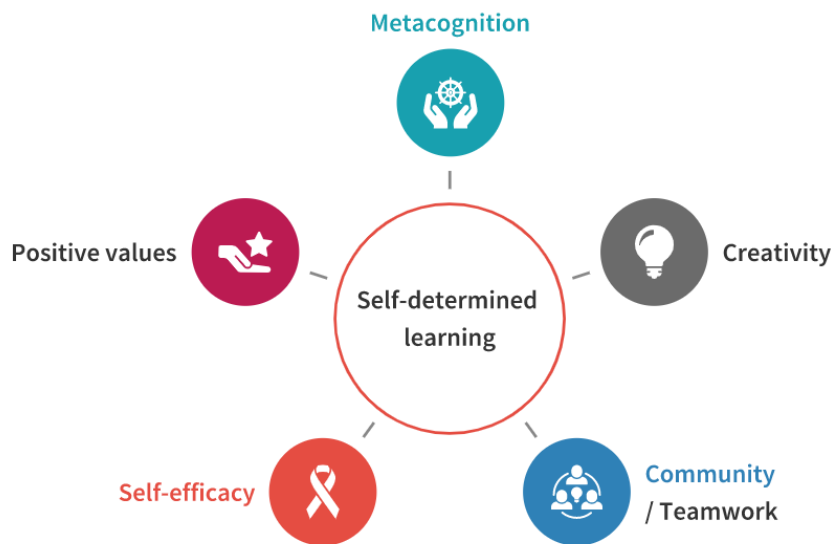 Metacognition
Positive values
Creativity
Self-determined
learning
Self-efficacy
Community
/ Teamwork